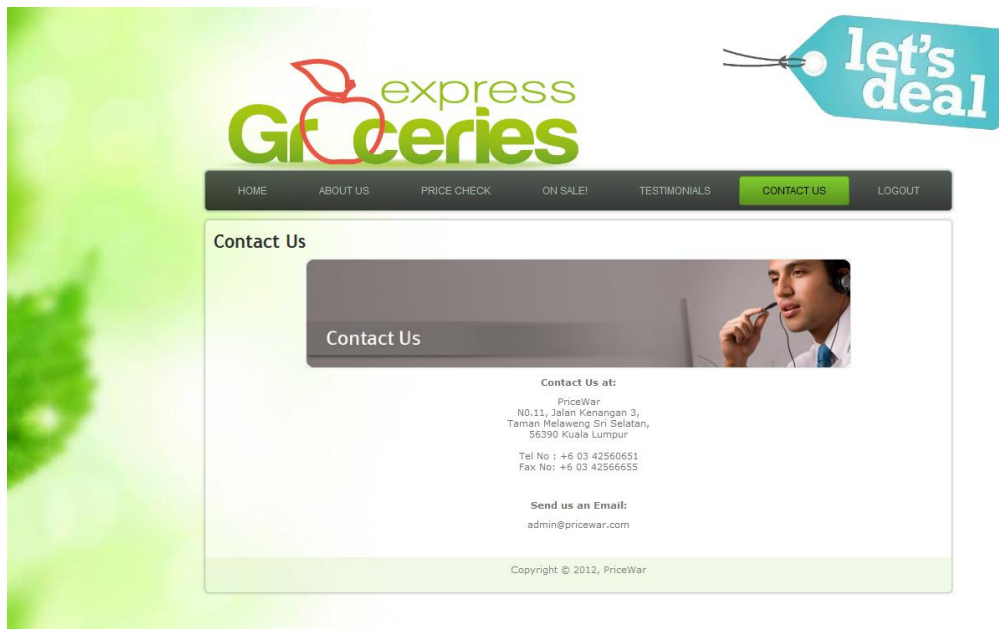 let's
deal
express
Groceries
HOME ABOUT US PRICE CHECK ON SALE! TESTIMONIALS CONTACT US LOGOUT
Contact Us
Contact Us
Contact Us at:
PriceWar
N0.11, Jalan Kenangan 3,
Taman Melaweng Sri Selatan,
56390 Kuala Lumpur
Tel No : +6 03 42560651
Fax No: +6 03 42566655
Send us an Email:
admin@pricewar.com
Copyright © 2012, PriceWar